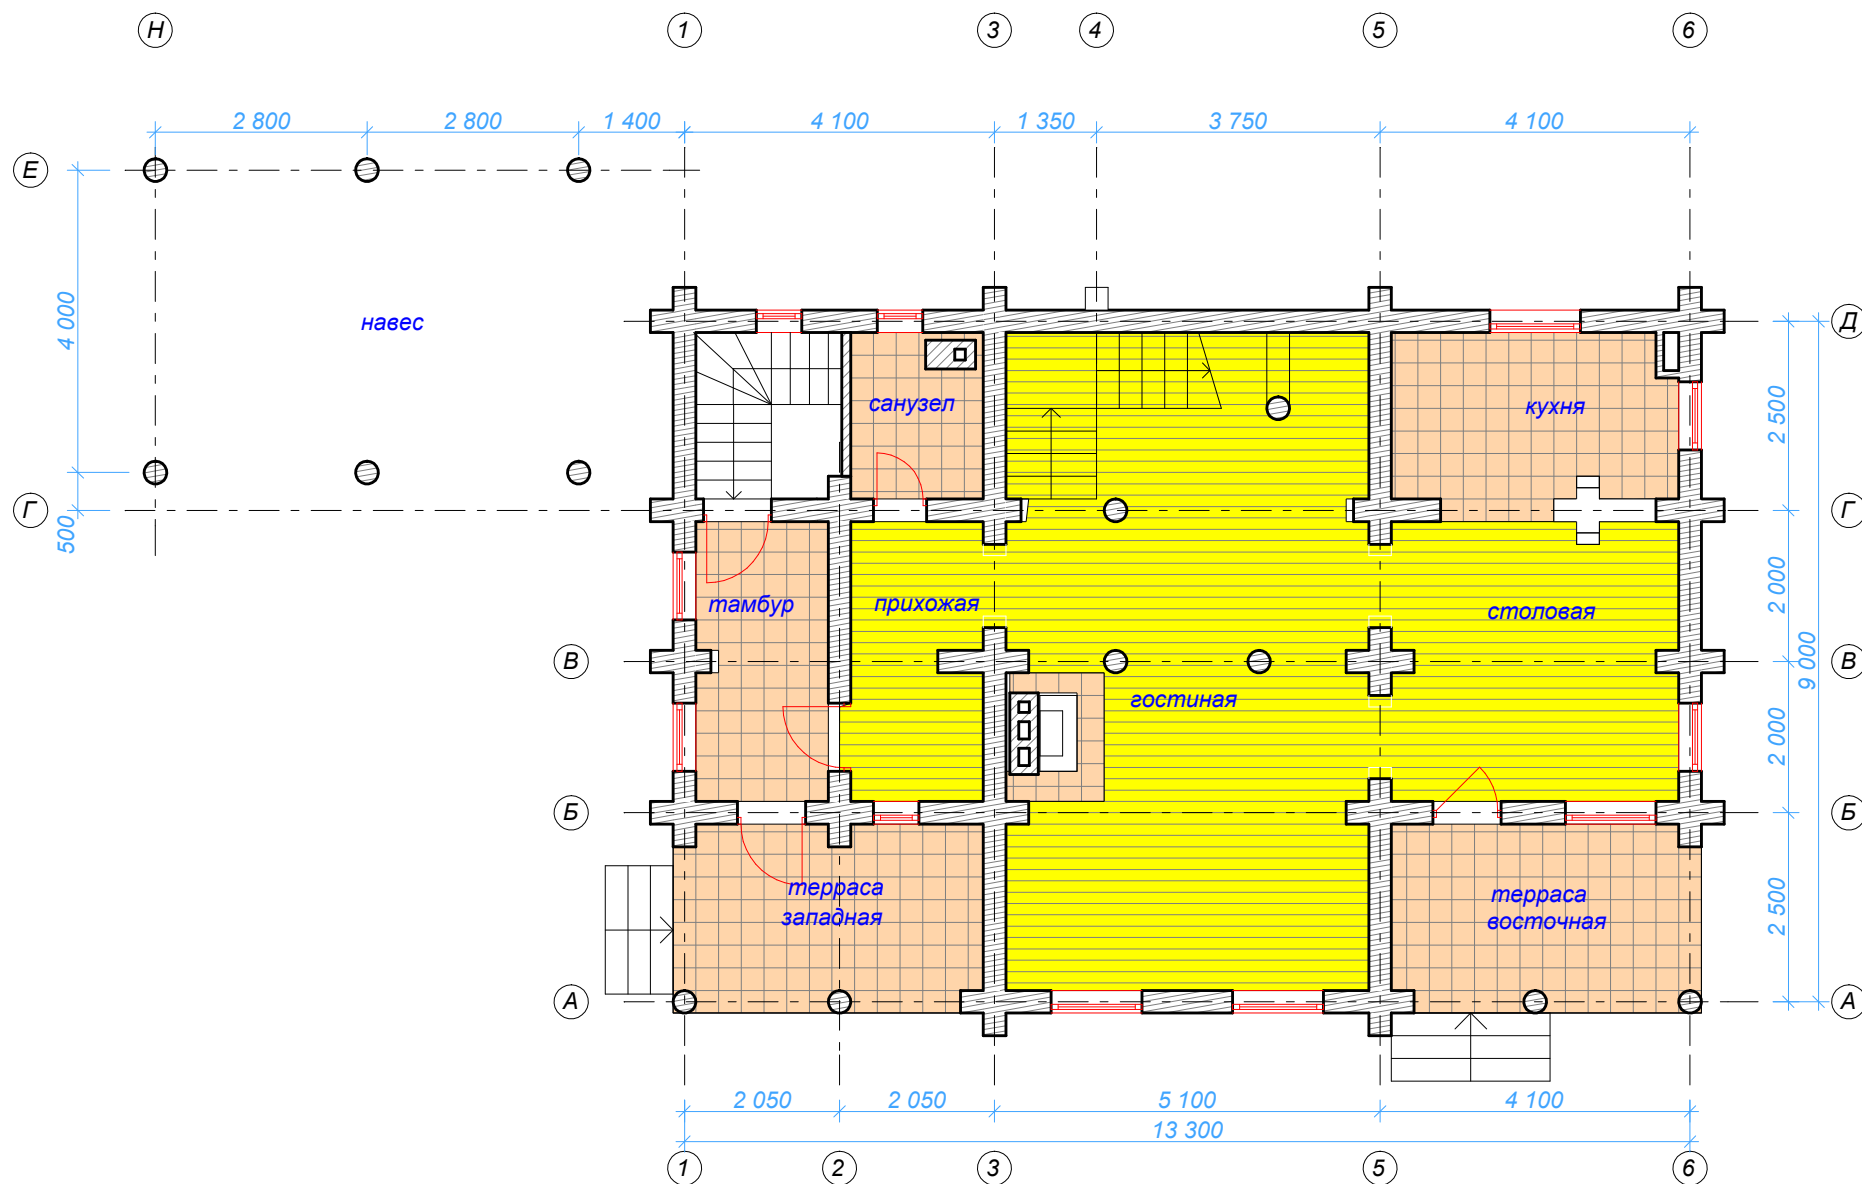 Н 1 3 4 5 6
2 800 2 800 1 400 4 100 1 350 3 750 4 100
Е
4 000
навес
Д Д
санузел
кухня
2 500
Г Г
500
2 000
тамбур
прихожая
столовая
В В
9 000
гостиная
2 000
Б Б
терраса
западная
терраса
восточная
2 500
А А
2 050 2 050 5 100 4 100
13 300
1 2 3 5 6